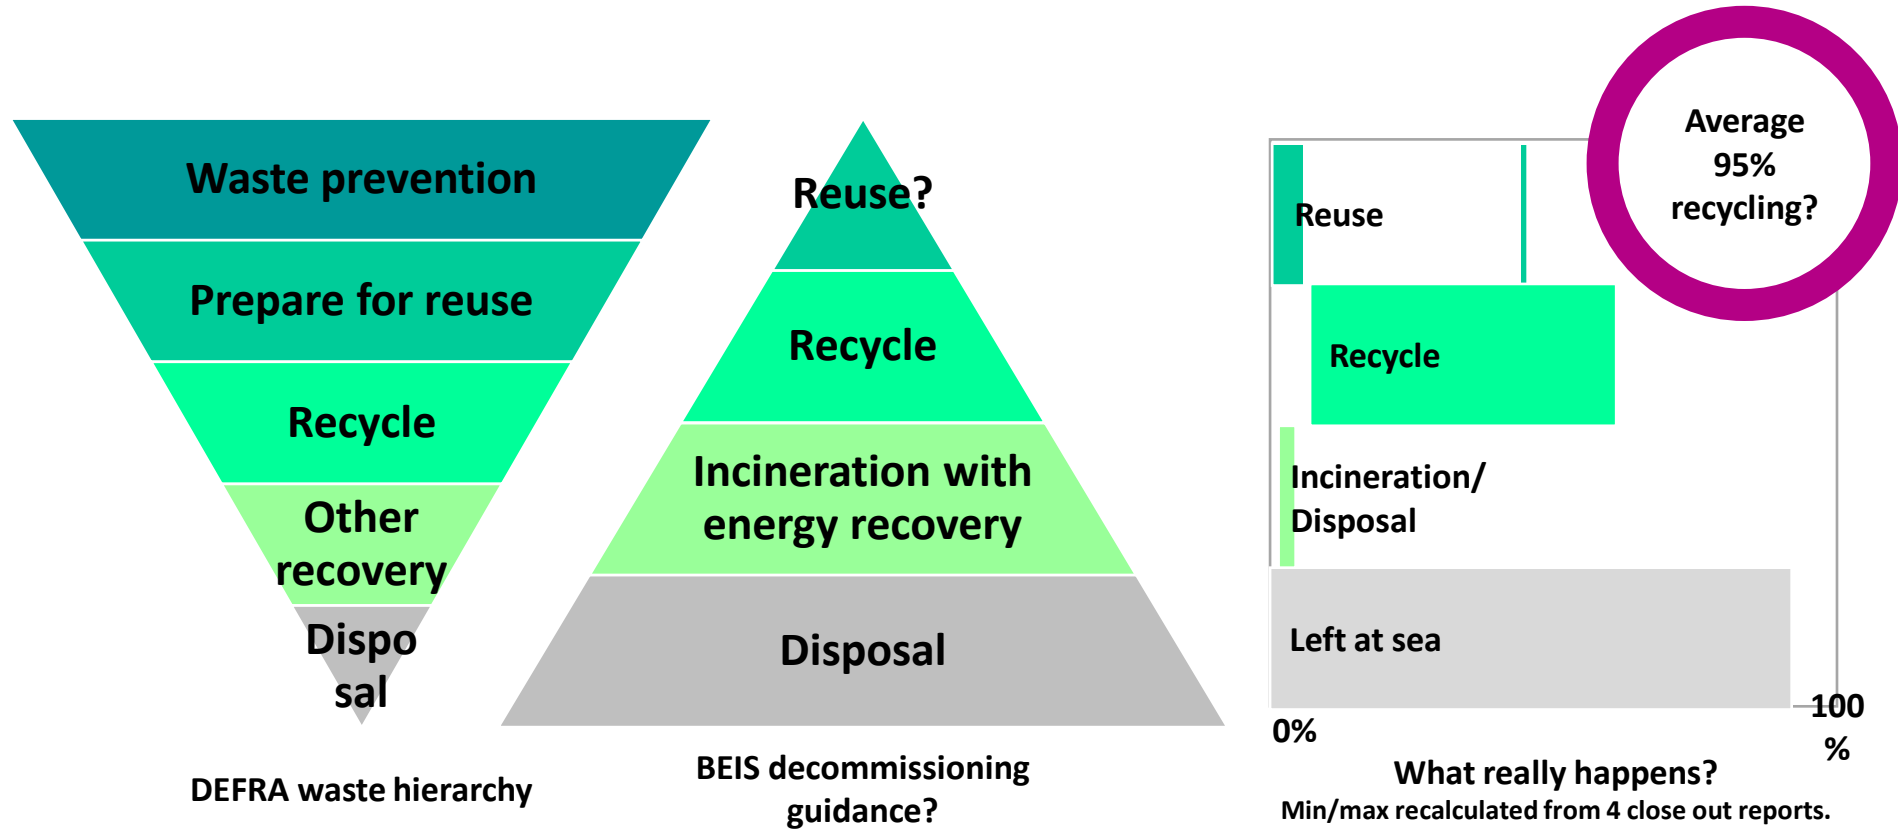 Waste prevention
Prepare for reuse
Recycle
Other
recovery
Dispo
sal
DEFRA waste hierarchy
Reuse?
Recycle
Incineration with
energy recovery
Disposal
BEIS decommissioning
guidance?
Average
95%
recycling?
Reuse
Recycle
Incineration/
Disposal
Left at sea
0%
100
%
What really happens?
Min/max recalculated from 4 close out reports.